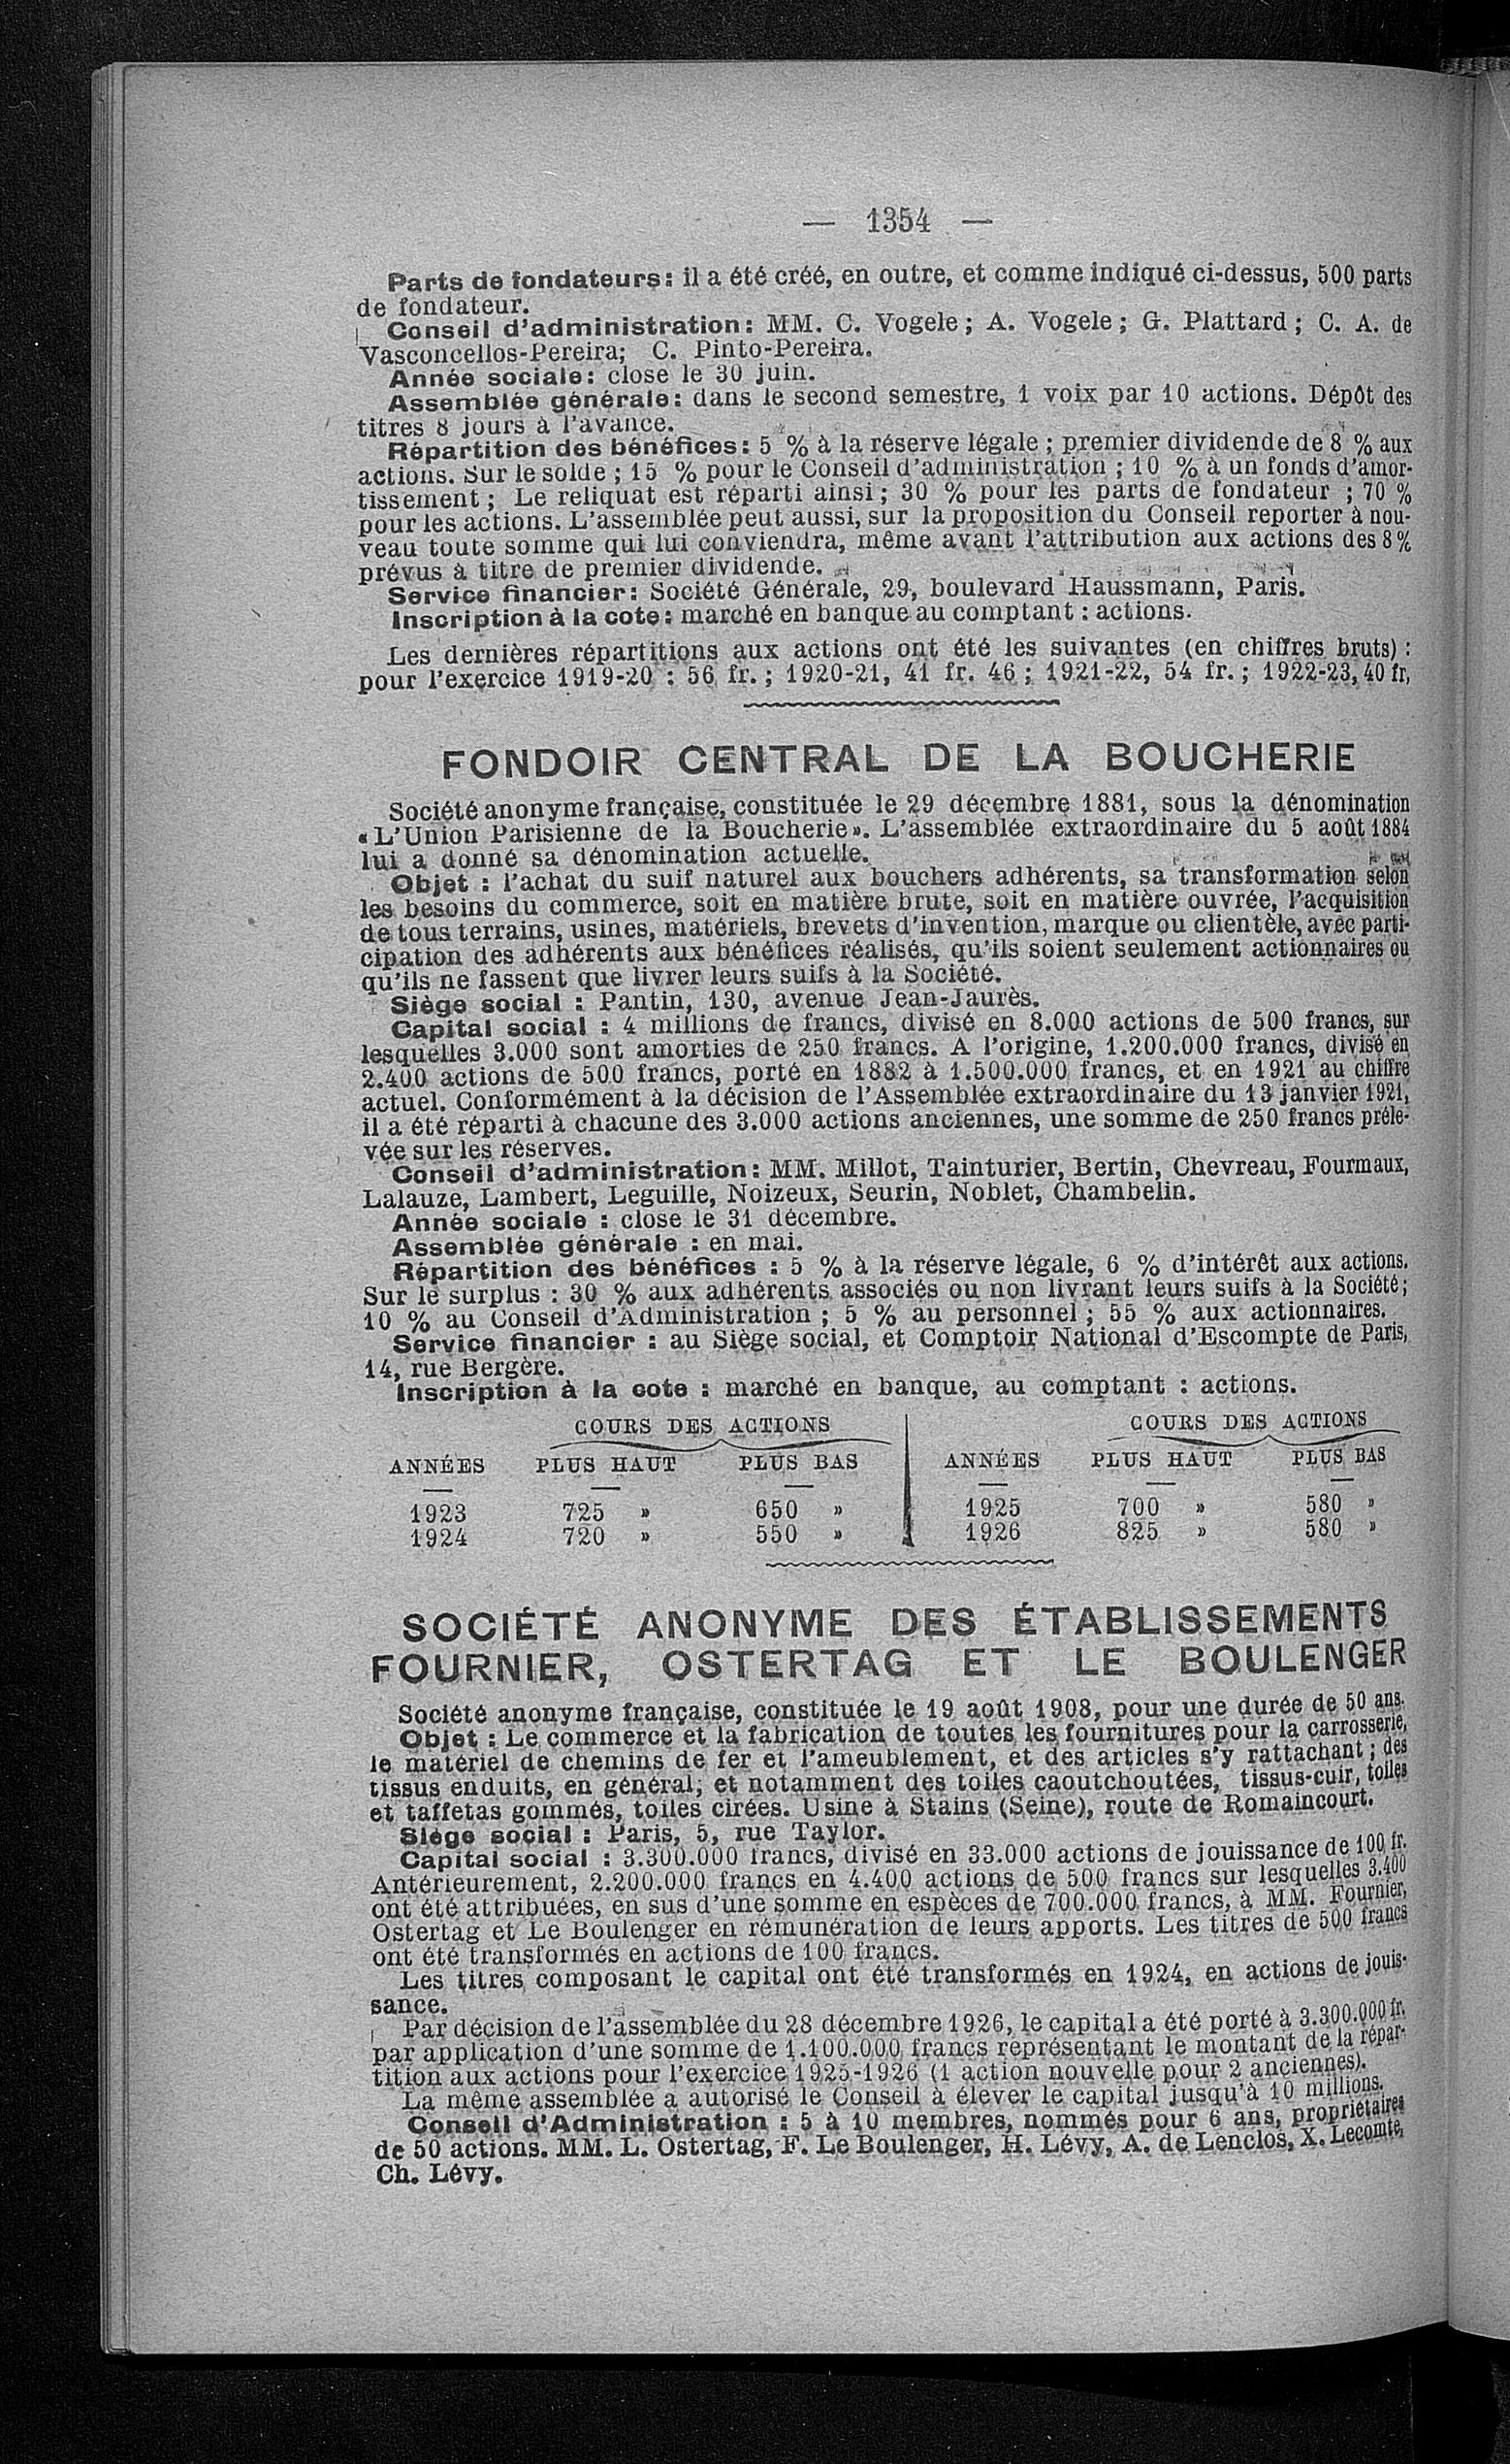 — 1354 —
Parts de fondateurs: il a été créé, en outre, et comme indiqué ci-dessus, 500 parts
de fondateur.
Conseil d'administration: MM. C. Vogele; A. Vogele; G. Plattard; C. A. de
Vasconcellos-Pereira; C. Pinto-Pereira.
Année sociale: close le 30 juin.
Assemblée générale: dans le second semestre, 1 voix par 10 actions. Dépôt des
titres 8 jours à l'avance.
Répartition des bénéfices: 5 % à la réserve légale; premier dividende de 8 % aux
actions. Sur le solde; 15 % pour le Conseil d'administration; 10 % à un fonds d'amor-
tissement; Le reliquat est réparti ainsi; 30 % pour les parts de fondateur; 70 %
pour les actions. L'assemblée peut aussi, sur la proposition du Conseil reporter à nou-
veau toute somme qui lui conviendra, même avant l'attribution aux actions des 8 %
prévus à titre de premier dividende.
Service financier: Société Générale, 29, boulevard Haussmann, Paris.
Inscription à la cote: marché en banque au comptant : actions.
Les dernières répartitions aux actions ont été les suivantes (en chiffres bruts) :
pour l'exercice 1919-20 : 56 fr.; 1920-21, 41 fr. 46; 1921-22, 54 fr.; 1922-23, 40 fr,
FONDOIR CENTRAL DE LA BOUCHERIE
Société anonyme française, constituée le 29 décembre 1881, sous la dénomination
«L'Union Parisienne de la Boucherie». L'assemblée extraordinaire du 5 août 1884
lui a donné sa dénomination actuelle.
Objet : l'achat du suif naturel aux bouchers adhérents, sa transformation selon
les besoins du commerce, soit en matière brute, soit en matière ouvrée, l'acquisition
de tous terrains, usines, matériels, brevets d'invention, marque ou clientèle, avec parti-
cipation des adhérents aux bénéfices réalisés, qu'ils soient seulement actionnaires ou
qu'ils ne fassent que livrer leurs suifs à la Société.
Siège social : Pantin, 130, avenue Jean-Jaurès.
Capital social : 4 millions de francs, divisé en 8.000 actions de 500 francs, sur
lesquelles 3.000 sont amorties de 250 francs. A l'origine, 1.200.000 francs, divisé en
2.400 actions de 500 francs, porté en 1882 à 1.500.000 francs, et en 1921 au chiffre
actuel. Conformément à la décision de l'Assemblée extraordinaire du 13 janvier 1921,
il a été réparti à chacune des 3.000 actions anciennes, une somme de 250 francs préle-
vée sur les réserves.
Conseil d'administration: MM. Millot, Tainturier, Bertin, Chevreau, Fourmaux,
Lalauze, Lambert, Leguille, Noizeux, Seurin, Noblet, Chambelin.
Année sociale : close le 31 décembre.
Assemblée générale : en mai.
Répartition des bénéfices : 5 % à la réserve légale, 6 % d'intérêt aux actions.
Sur le surplus : 30 % aux adhérents associés ou non livrant leurs suifs à la Société;
10 % au Conseil d'Administration; 5 % au personnel; 55 % aux actionnaires.
Service financier : au Siège social, et Comptoir National d'Escompte de Paris,
14, rue Bergère.
Inscription à la cote : marché en banque, au comptant : actions.
COURS DES ACTIONS COURS DES ACTIONS
ANNÉES PLUS HAUT PLUS BAS ANNÉES PLUS HAUT PLUS BAS
1923 725 » 650 » 1925 700 » 580 »
1924 720 » 550 » 1926 825 » 580 »
SOCIÉTÉ ANONYME DES ÉTABLISSEMENTS
FOURNIER, OSTERTAG ET LE BOULENGER
Société anonyme française, constituée le 19 août 1908, pour une durée de 50 ans.
Objet : Le commerce et la fabrication de toutes les fournitures pour la carrosserie,
le matériel de chemins de fer et l'ameublement, et des articles s'y rattachant; des
tissus enduits, en général; et notamment des toiles caoutchoutées, tissus-cuir, toiles
et taffetas gommés, toiles cirées. Usine à Stains (Seine), route de Romaincourt.
Siège social : Paris, 5, rue Taylor.
Capital social : 3.300.000 francs, divisé en 33.000 actions de jouissance de 100 fr.
Antérieurement, 2.200.000 francs en 4.400 actions de 500 francs sur lesquelles 3.400
ont été attribuées, en sus d'une somme en espèces de 700.000 francs, à MM. Fournier,
Ostertag et Le Boulenger en rémunération de leurs apports. Les titres de 500 francs
ont été transformés en actions de 100 francs.
Les titres composant le capital ont été transformés en 1924, en actions de jouis-
sance.
Par décision de l'assemblée du 28 décembre 1926, le capital a été porté à 3.300.000 fr.
par application d'une somme de 1.100.000 francs représentant le montant de la répar-
tition aux actions pour l'exercice 1925-1926 (1 action nouvelle pour 2 anciennes).
La même assemblée a autorisé le Conseil à élever le capital jusqu'à 10 millions.
Conseil d'Administration : 5 à 10 membres, nommés pour 6 ans, propriétaires
de 50 actions. MM. L. Ostertag, F. Le Boulenger, H. Lévy, A. de Lenclos, X. Lecomte,
Ch. Lévy.